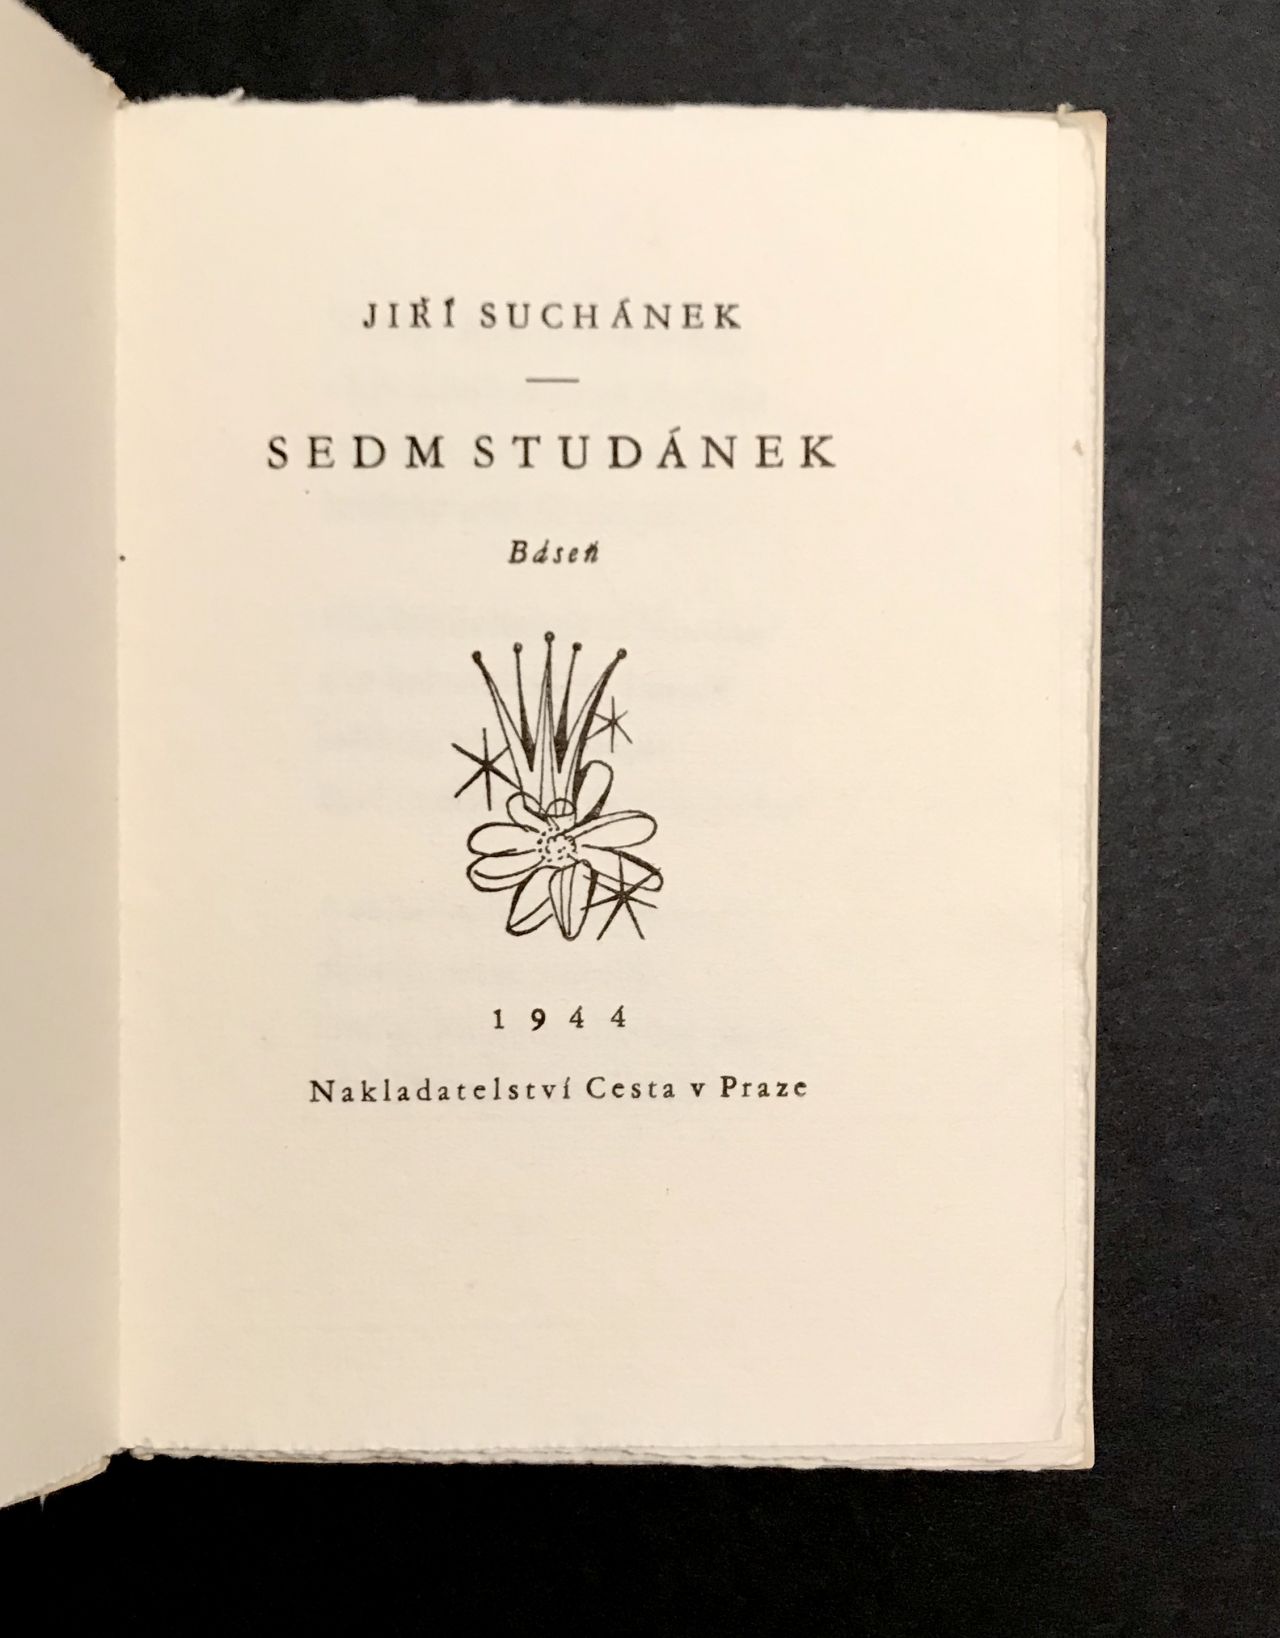 JIŘÍ SUCHÁNEK
SEDM STUDÁNEK
Báseň
1944
Nakladatelství Cesta v Praze